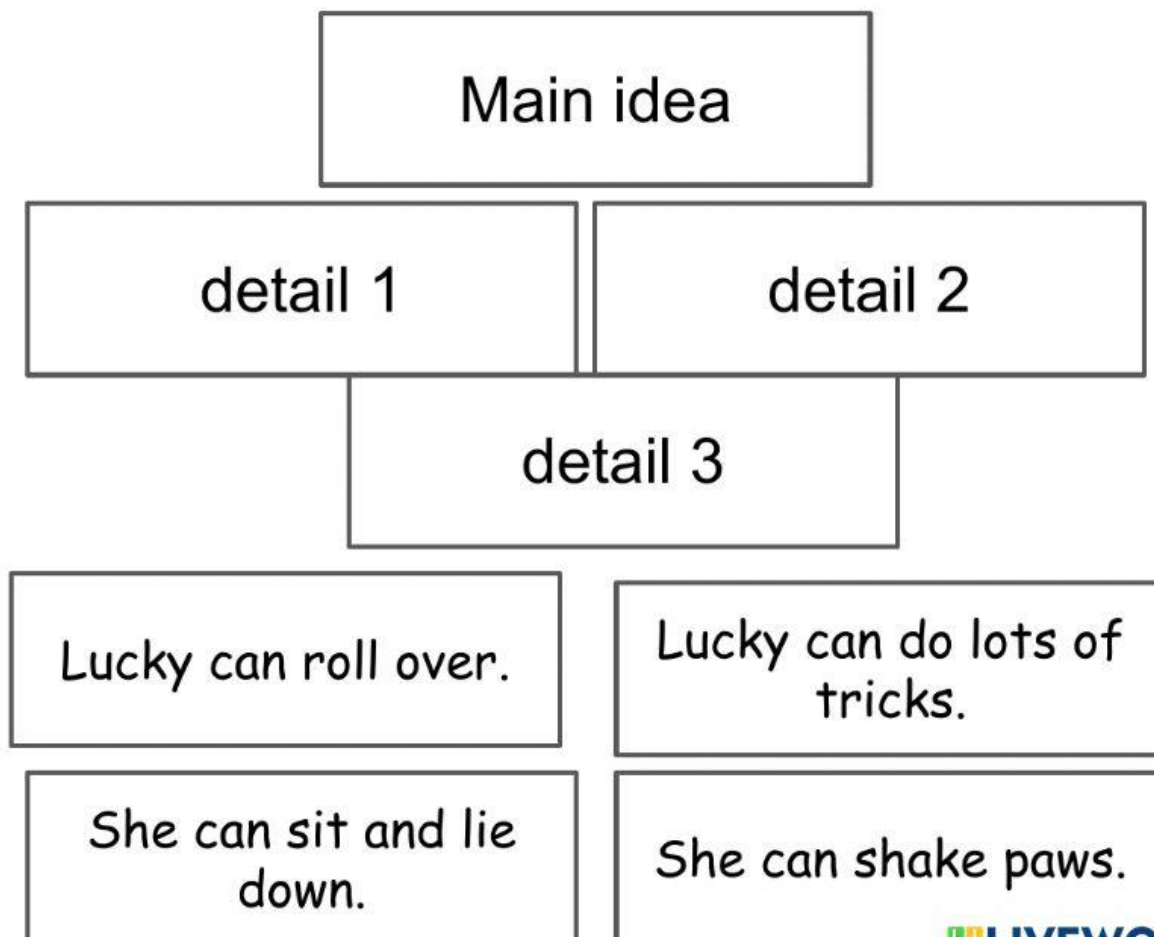 Main idea
detail 1
detail 2
detail 3
Lucky can roll over.
Lucky can do lots of
tricks.
She can sit and lie
down.
She can shake paws.